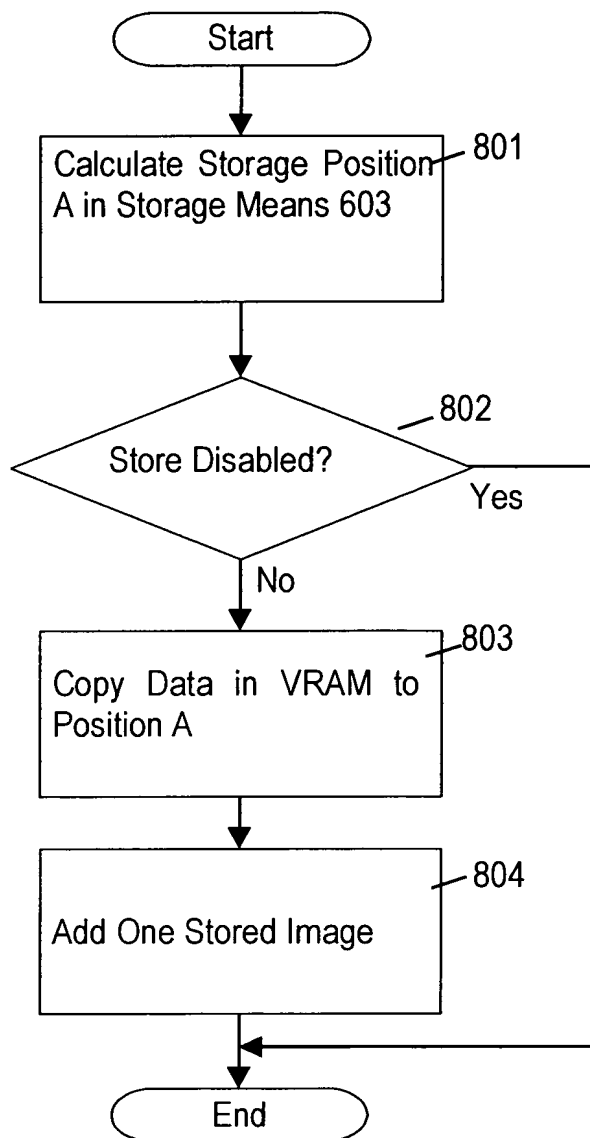 Start
801
Calculate Storage Position
A in Storage Means 603
802
Store Disabled?
Yes
No
803
Copy Data in VRAM to
Position A
804
Add One Stored Image
End